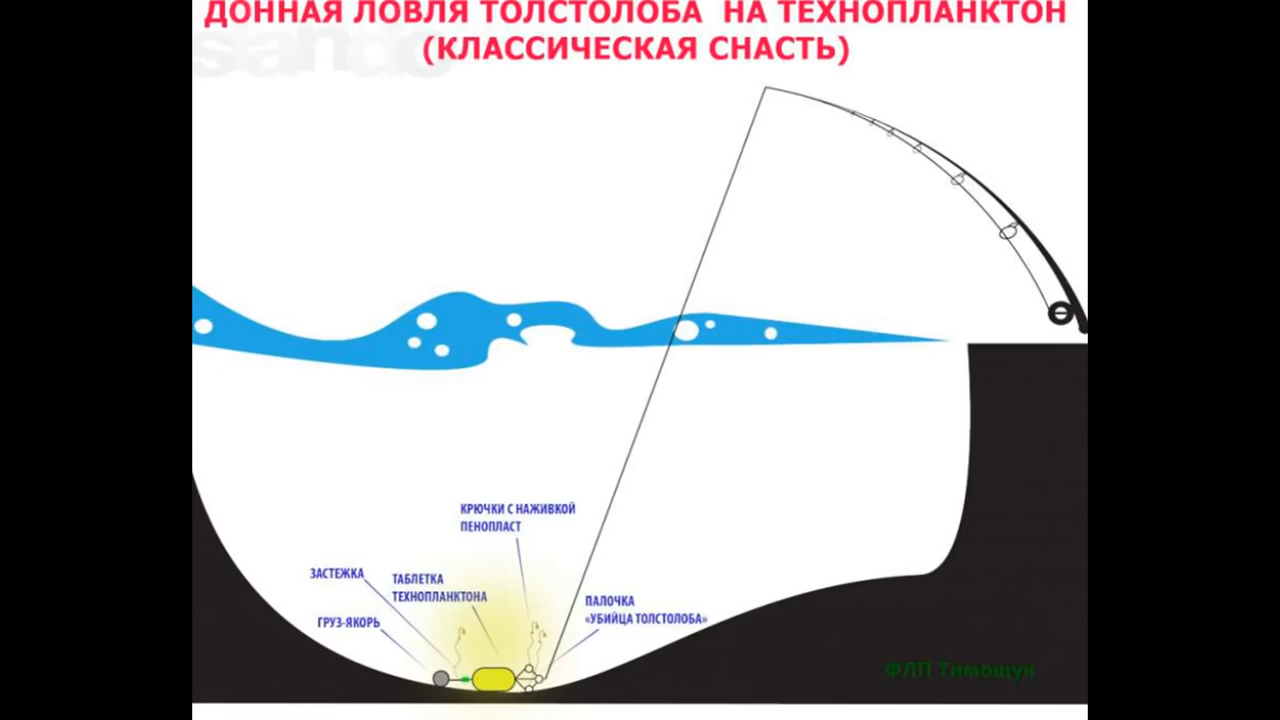 ДОННАЯ ЛОВЛЯ ТОЛСТОЛОБА НА ТЕХНОПЛАНКТОН
(КЛАССИЧЕСКАЯ СНАСТЬ)
КРЮЧКИ С НАЖИВКОЙ
ПЕНОПЛАСТ
ЗАСТЕЖКА
ТАБЛЕТКА
ТЕХНОПЛАНКТОНА
ГРУЗ-ЯКОРЬ
ПАЛОЧКА
«УБИЙЦА ТОЛСТОЛОБА»
ФЛП Тимощук